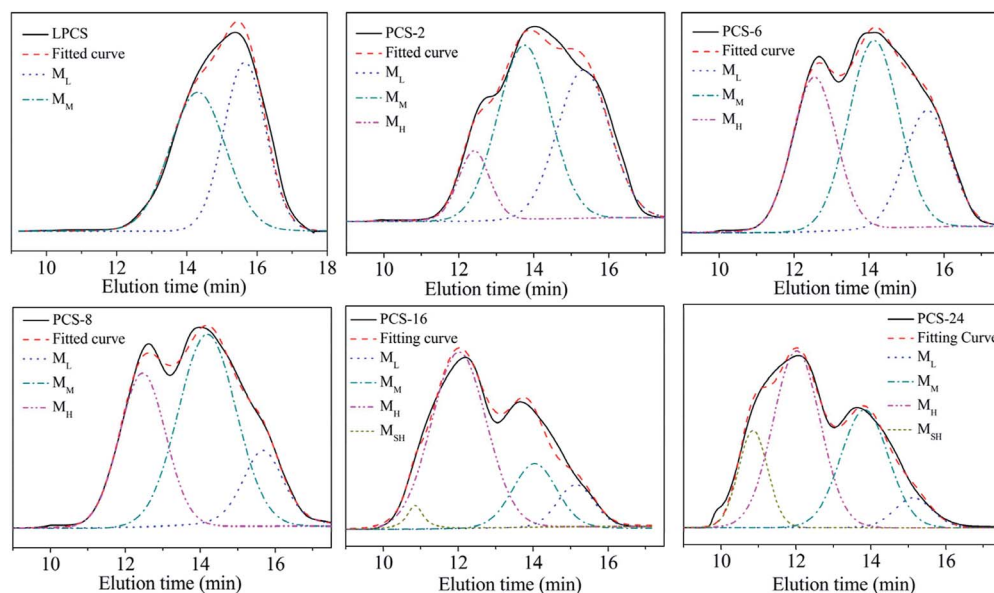 LPCS
Fitted curve
M_L
M_M
10 12 14 16 18
Elution time (min)
PCS-2
Fitted curve
M_L
M_M
M_H
10 12 14 16
Elution time (min)
PCS-6
Fitted curve
M_L
M_M
M_H
10 12 14 16
Elution time (min)
PCS-8
Fitted curve
M_L
M_M
M_H
10 12 14 16
Elution time (min)
PCS-16
Fitting curve
M_L
M_M
M_H
M_SH
10 12 14 16
Elution time (min)
PCS-24
Fitting Curve
M_L
M_M
M_H
M_SH
10 12 14 16
Elution time (min)